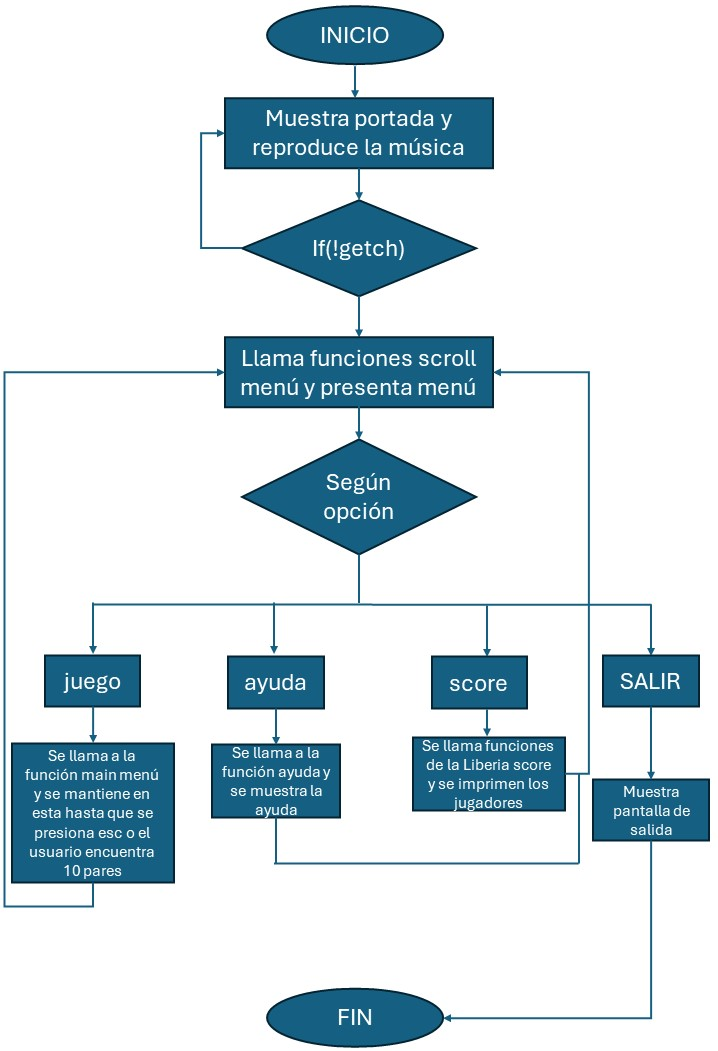 INICIO
Muestra portada y
reproduce la música
If(!getch)
Llama funciones scroll
menú y presenta menú
Según
opción
juego
ayuda
score
SALIR
Se llama a la
función main menú
y se mantiene en
esta hasta que se
presiona esc o el
usuario encuentra
10 pares
Se llama a la
función ayuda y
se muestra la
ayuda
Se llama funciones
de la Liberia score
y se imprimen los
jugadores
Muestra
pantalla de
salida
FIN